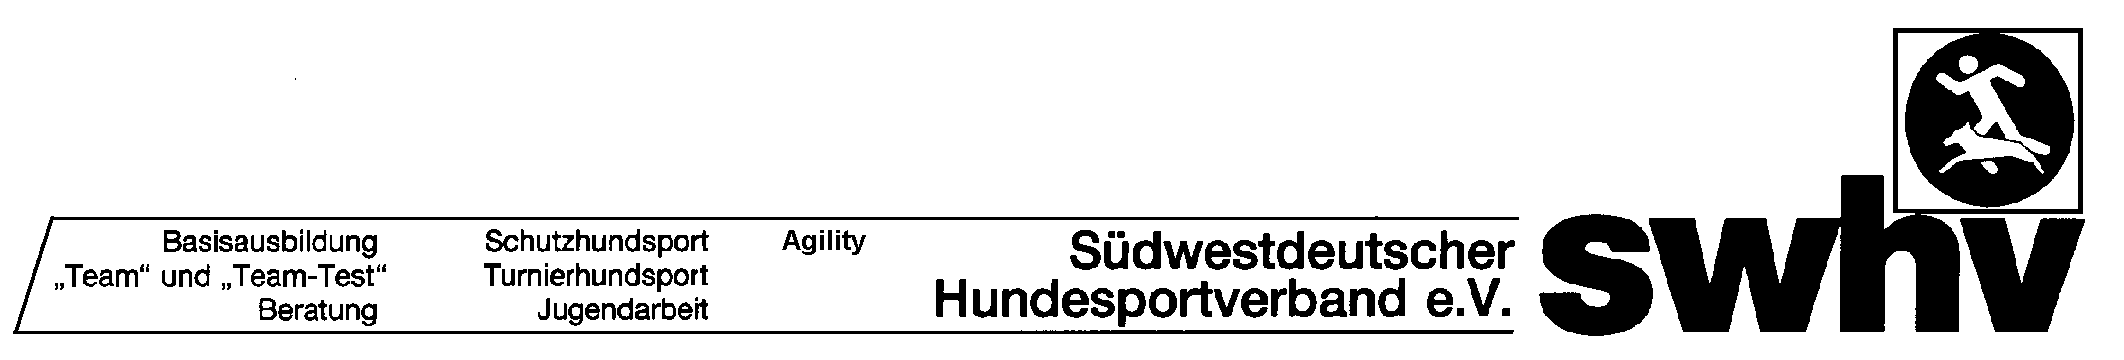 Basisausbildung
„Team“ und „Team-Test“
Beratung
Schutzhundsport
Turnierhundsport
Jugendarbeit
Agility
Südwestdeutscher
Hundesportverband e.V.
swhv